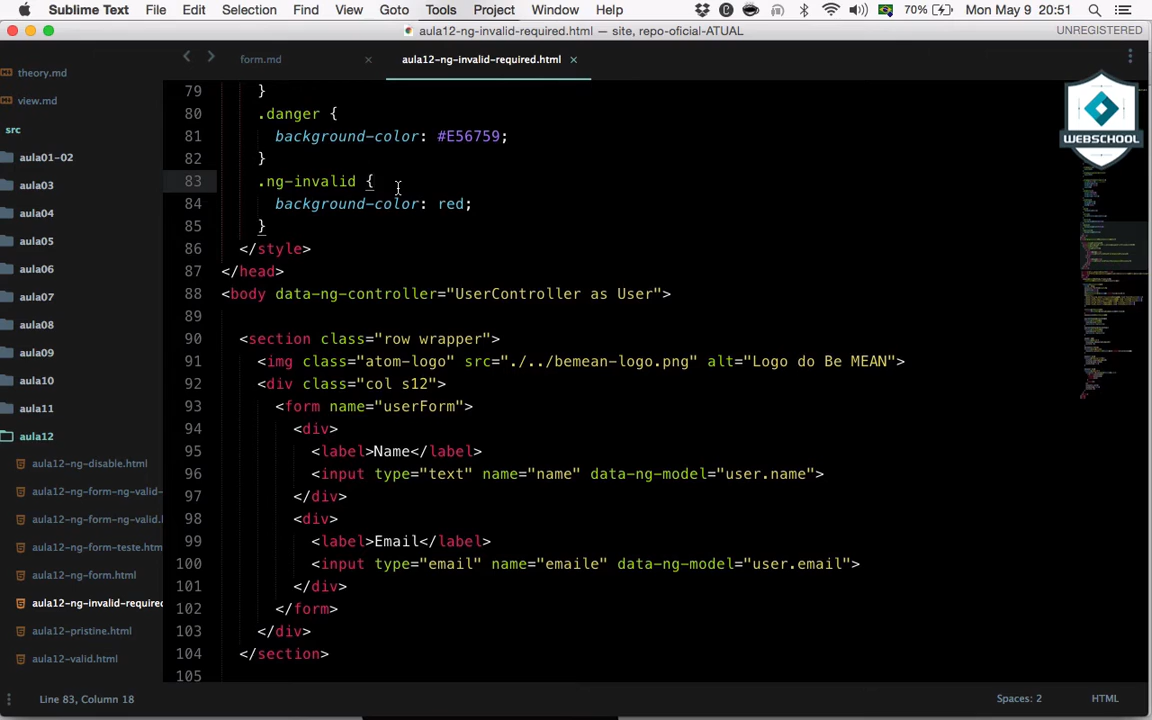 Sublime Text File Edit Selection Find View Goto Tools Project Window Help 70% Mon May 9 20:51
aula12-ng-invalid-required.html — site, repo-oficial-ATUAL UNREGISTERED
theory.md
view.md
src
aula01-02
aula03
aula04
aula05
aula06
aula07
aula08
aula09
aula10
aula11
aula12
aula12-ng-disable.html
aula12-ng-form-ng-valid-
aula12-ng-form-ng-valid.
aula12-ng-form-teste.htm
aula12-ng-form.html
aula12-ng-invalid-required
aula12-pristine.html
aula12-valid.html
form.md × aula12-ng-invalid-required.html ×
WEBSCHOOL
79 }
80 .danger {
81 background-color: #E56759;
82 }
83 .ng-invalid {
84 background-color: red;
85 }
86 </style>
87 </head>
88 <body data-ng-controller="UserController as User">
89
90 <section class="row wrapper">
91 <img class="atom-logo" src="./../bemean-logo.png" alt="Logo do Be MEAN">
92 <div class="col s12">
93 <form name="userForm">
94 <div>
95 <label>Name</label>
96 <input type="text" name="name" data-ng-model="user.name">
97 </div>
98 <div>
99 <label>Email</label>
100 <input type="email" name="emaile" data-ng-model="user.email">
101 </div>
102 </form>
103 </div>
104 </section>
105
Line 83, Column 18 Spaces: 2 HTML